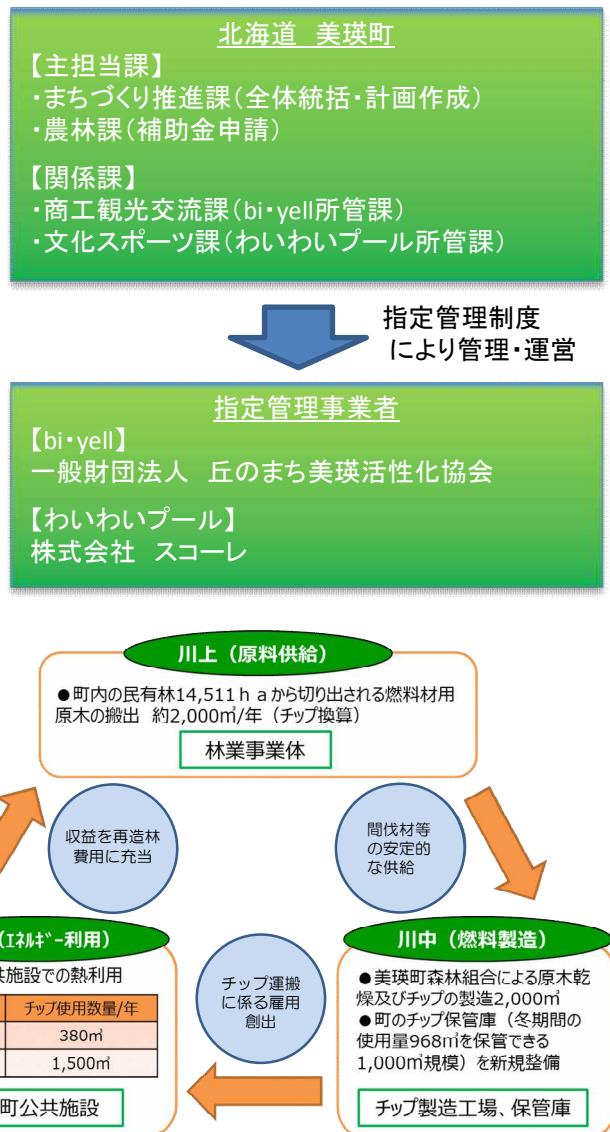 北海道　美瑛町
【主担当課】
・まちづくり推進課(全体統括・計画作成)
・農林課(補助金申請)
【関係課】
・商工観光交流課(bi・yell所管課)
・文化スポーツ課(わいわいプール所管課)
指定管理制度
により管理・運営
指定管理事業者
【bi・yell】
一般財団法人　丘のまち美瑛活性化協会
【わいわいプール】
株式会社　スコーレ
川上（原料供給）
●町内の民有林14,511ｈａから切り出される燃料材用
原木の搬出　約2,000㎥/年（チップ換算）
林業事業体
収益を再造林
費用に充当
間伐材等
の安定的
な供給
(ｴﾈﾙｷﾞｰ利用)
共施設での熱利用
チップ使用数量/年
380㎥
1,500㎥
町公共施設
チップ運搬
に係る雇用
創出
川中（燃料製造）
●美瑛町森林組合による原木乾
燥及びチップの製造2,000㎥
●町のチップ保管庫（冬期間の
使用量968㎥を保管できる
1,000㎥規模）を新規整備
チップ製造工場、保管庫